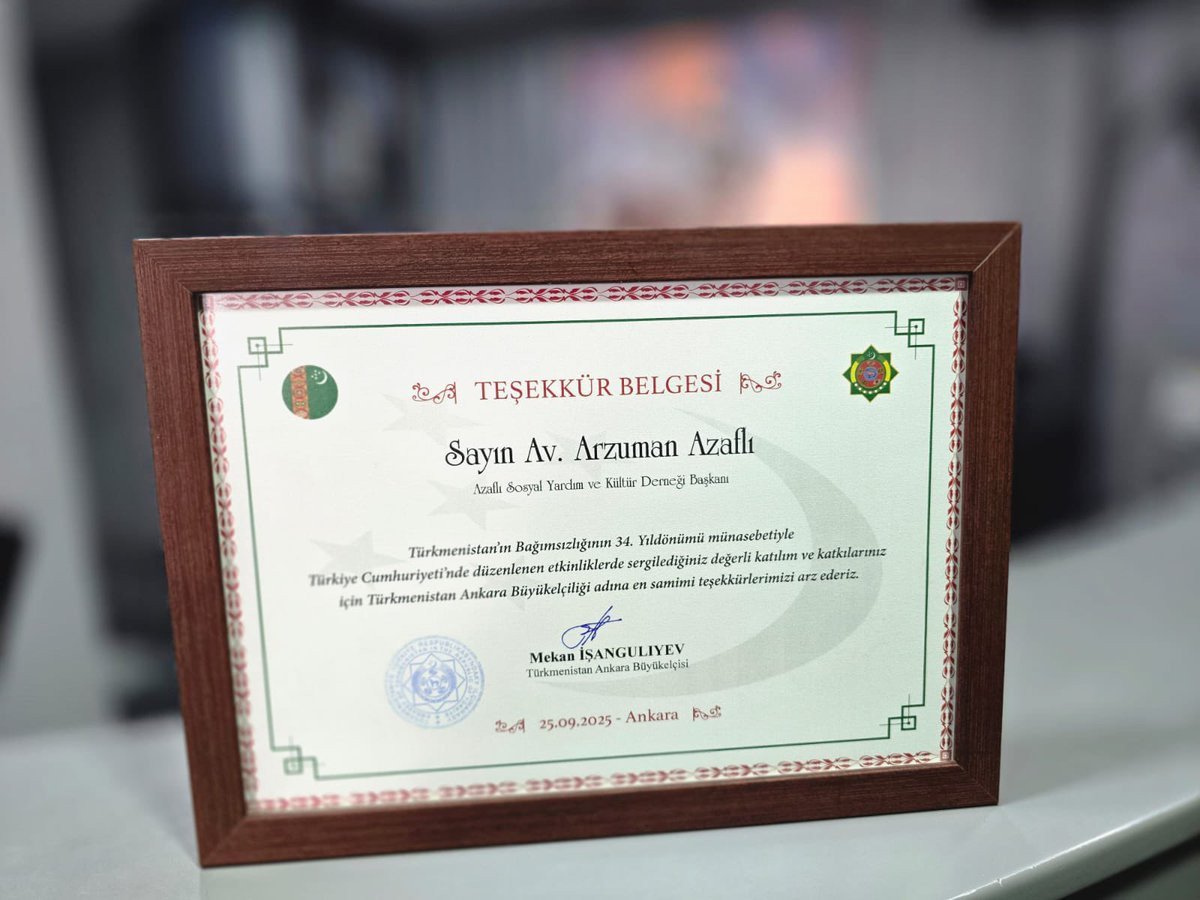 TEŞEKKÜR BELGESİ
Sayın Av. Arzuman Azaflı
Azaflı Sosyal Yardım ve Kültür Derneği Başkanı
Türkmenistan'ın Bağımsızlığının 34. Yıldönümü münasebetiyle
Türkiye Cumhuriyeti'nde düzenlenen etkinliklerde sergilediğiniz değerli katılım ve katkılarınız
için Türkmenistan Ankara Büyükelçiliği adına en samimi teşekkürlerimizi arz ederiz.
Mekan İŞANGULIYEV
Türkmenistan Ankara Büyükelçisi
25.09.2025 - Ankara